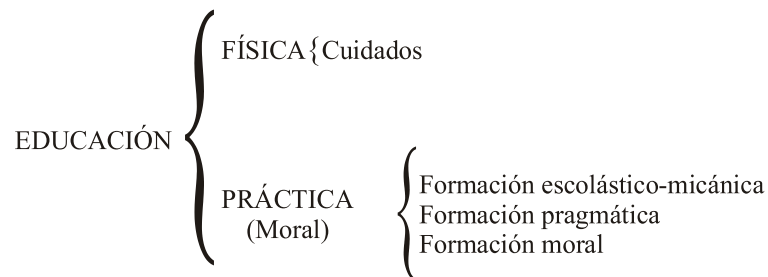 FÍSICA{Cuidados
EDUCACIÓN
PRÁCTICA
(Moral)
Formación escolástico-micánica
Formación pragmática
Formación moral